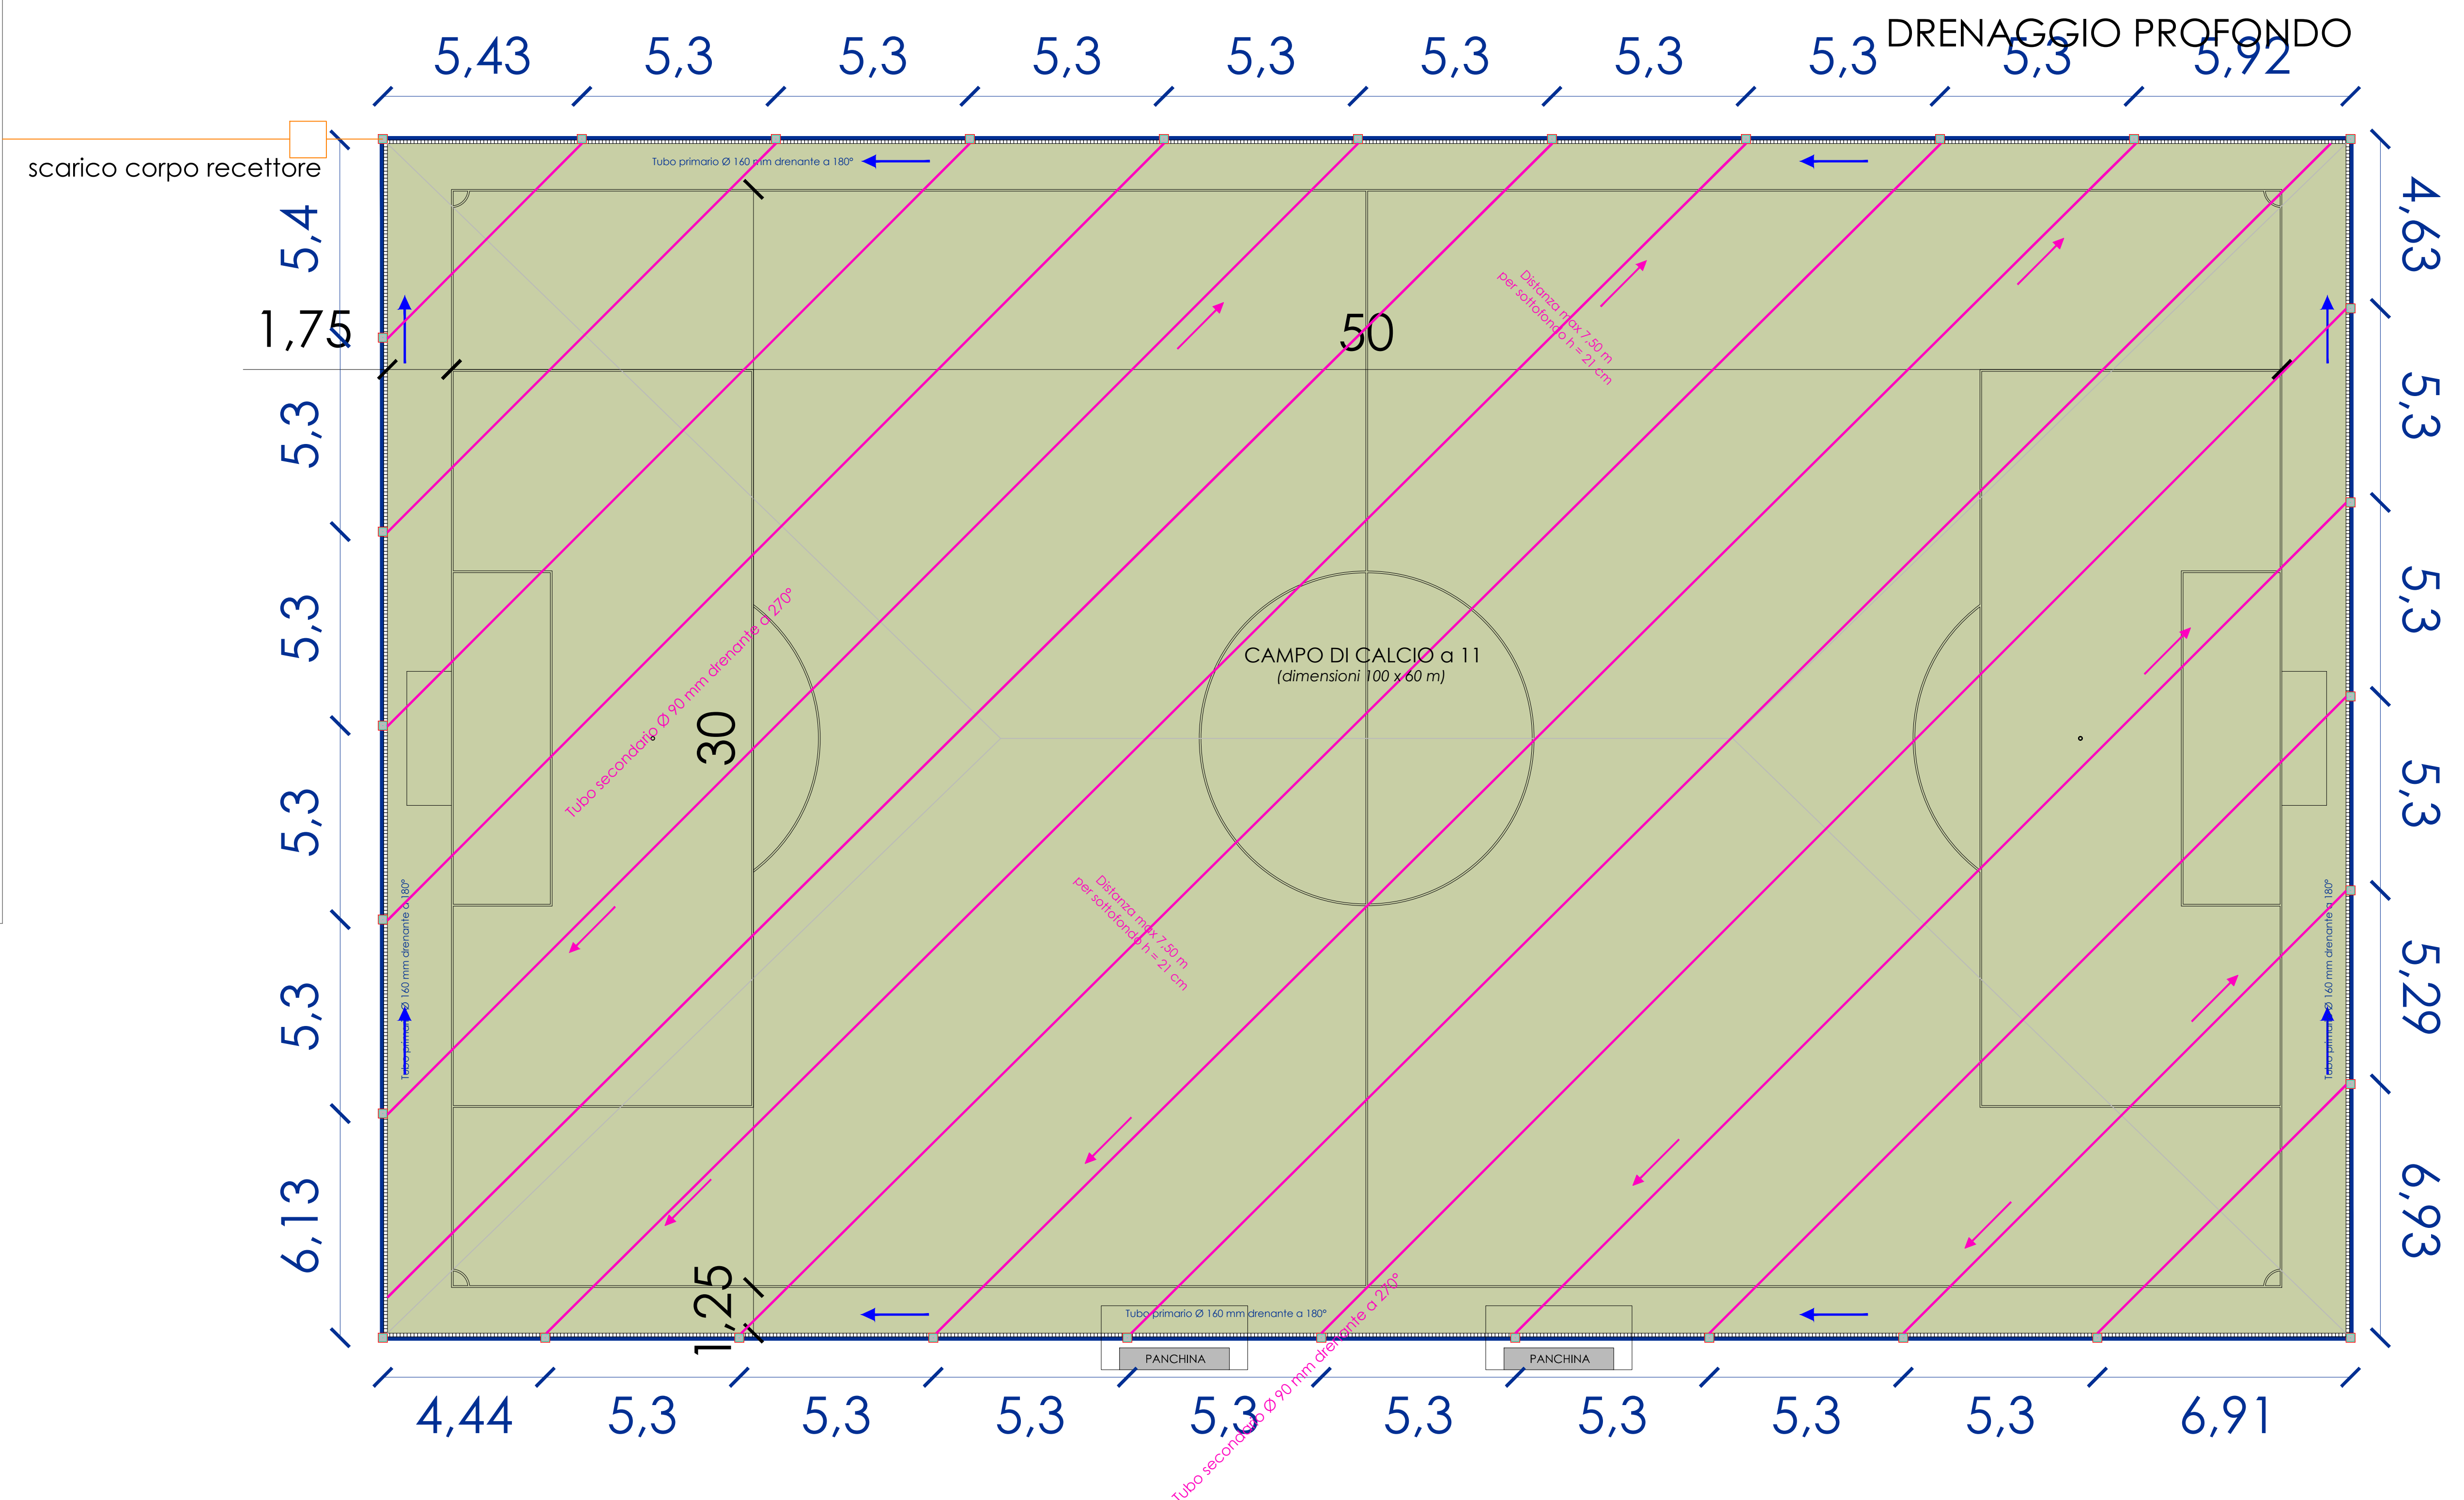 DRENAGGIO PROFONDO
5,43
5,3
5,3
5,3
5,3
5,3
5,3
5,3
5,3
5,92
scarico corpo recettore
Tubo primario Ø 160 mm drenante a 180°
5,4
5,3
5,3
5,3
5,3
6,13
1,75
50
Distanza max 7,50 m
per sottofondo h = 21 cm
4,63
5,3
5,3
5,3
5,29
6,93
Tubo secondario Ø 90 mm drenante a 270°
30
CAMPO DI CALCIO a 11
(dimensioni 100 x 60 m)
Distanza max 7,50 m
per sottofondo h = 21 cm
Tubo primario Ø 160 mm drenante a 180°
Tubo primario Ø 160 mm drenante a 180°
1,25
Tubo primario Ø 160 mm drenante a 180°
Tubo secondario Ø 90 mm drenante a 270°
PANCHINA
PANCHINA
4,44
5,3
5,3
5,3
5,3
5,3
5,3
5,3
5,3
6,91